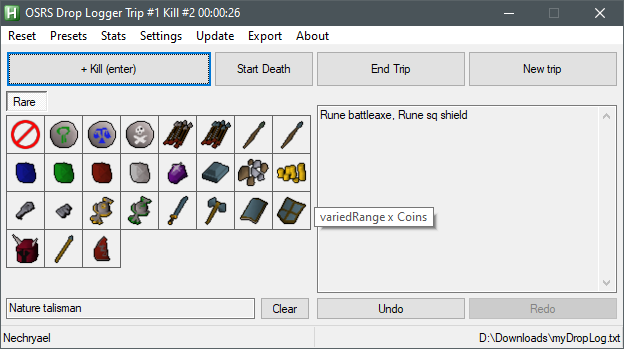 H OSRS Drop Logger Trip #1 Kill #2 00:00:26
Reset Presets Stats Settings Update Export About
+ Kill (enter) Start Death End Trip New trip
Rare
Rune battleaxe, Rune sq shield
variedRange x Coins
Nature talisman Clear Undo Redo
Nechryael D:\Downloads\myDropLog.txt